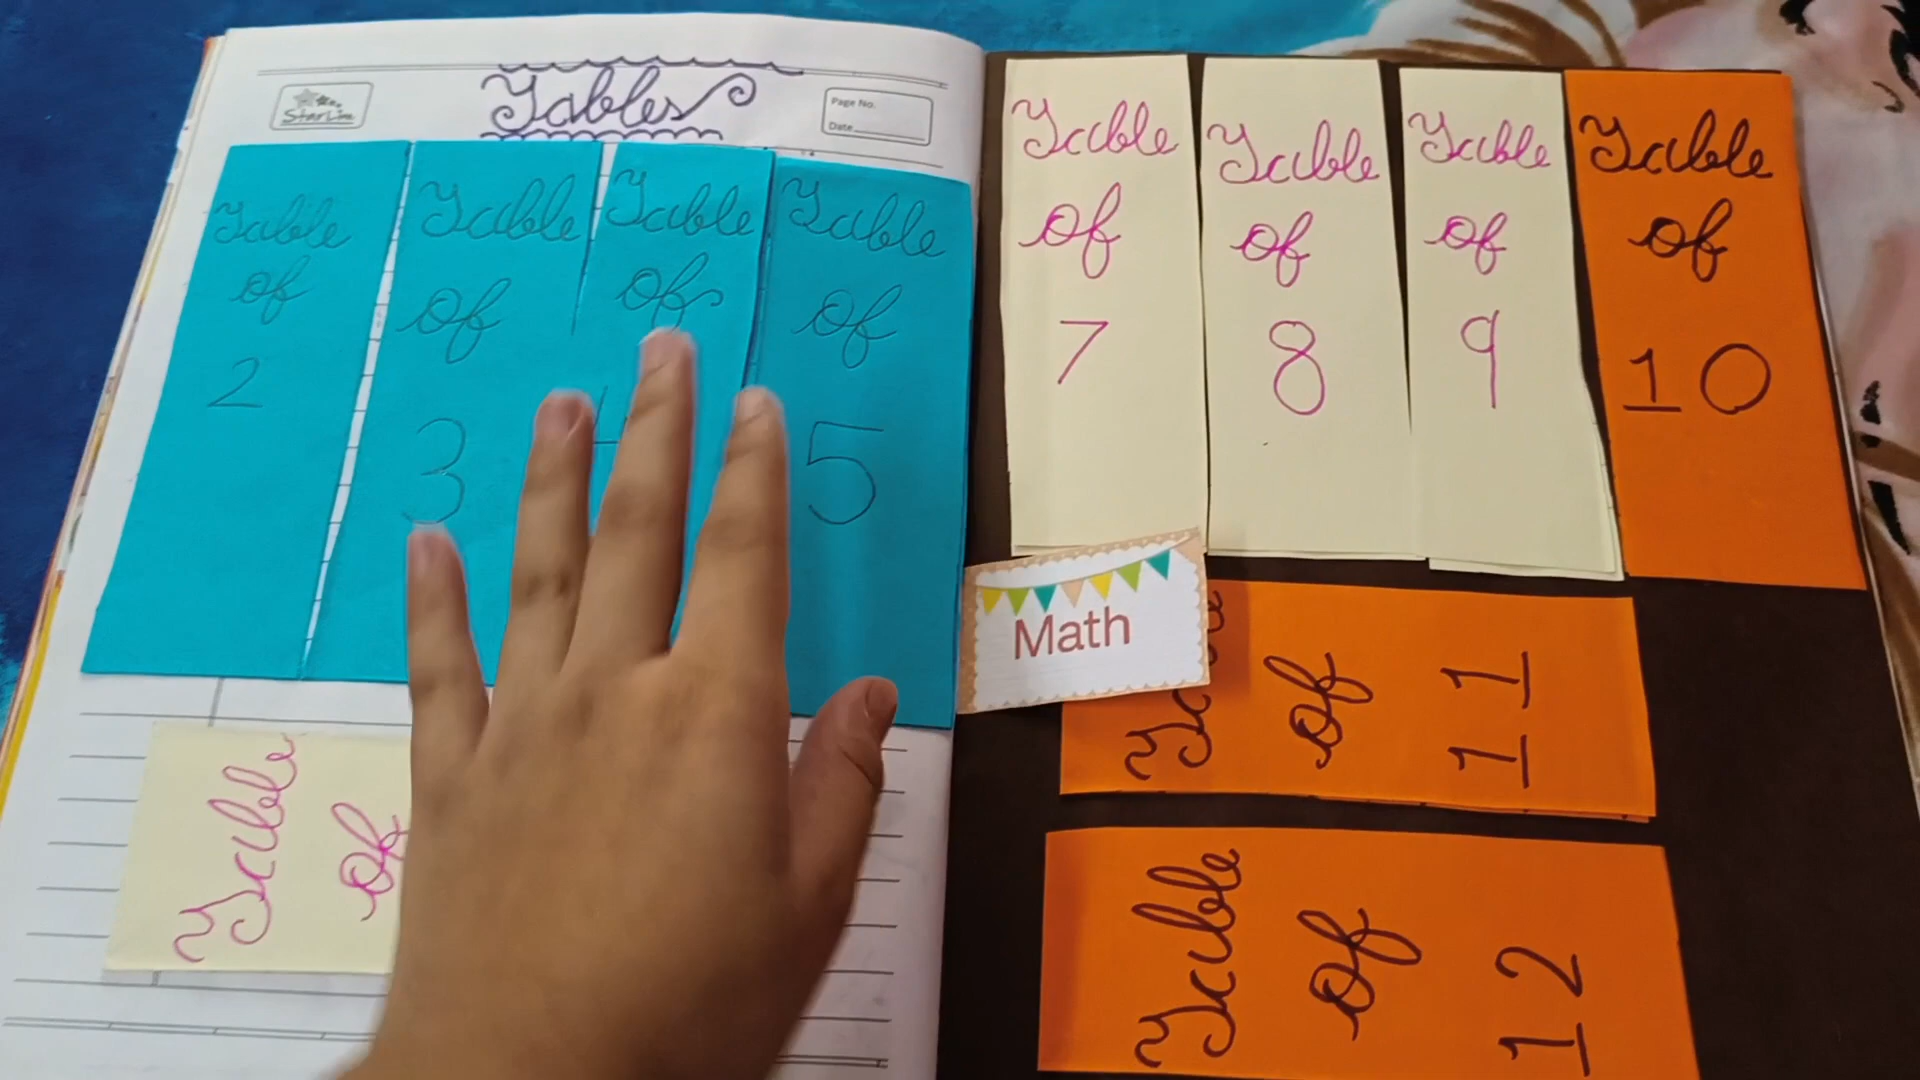 StarLine
Tables
Page No.
Date
Table
of
2
Table
of
3
Table
of
Table
of
5
Table
of
Table
of
7
Table
of
8
Table
of
9
Table
of
10
Math
of
11
Table
of
12